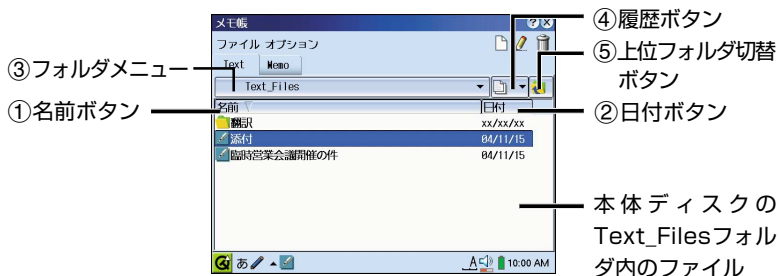 メモ帳
ファイル オプション
Text Memo
Text_Files
名前 日付
翻訳 xx/xx/xx
添付 04/11/15
臨時営業会議開催の件 04/11/15
あ A 10:00 AM
③フォルダメニュー
①名前ボタン
④履歴ボタン
⑤上位フォルダ切替
ボタン
②日付ボタン
本体ディスクの
Text_Filesフォル
ダ内のファイル